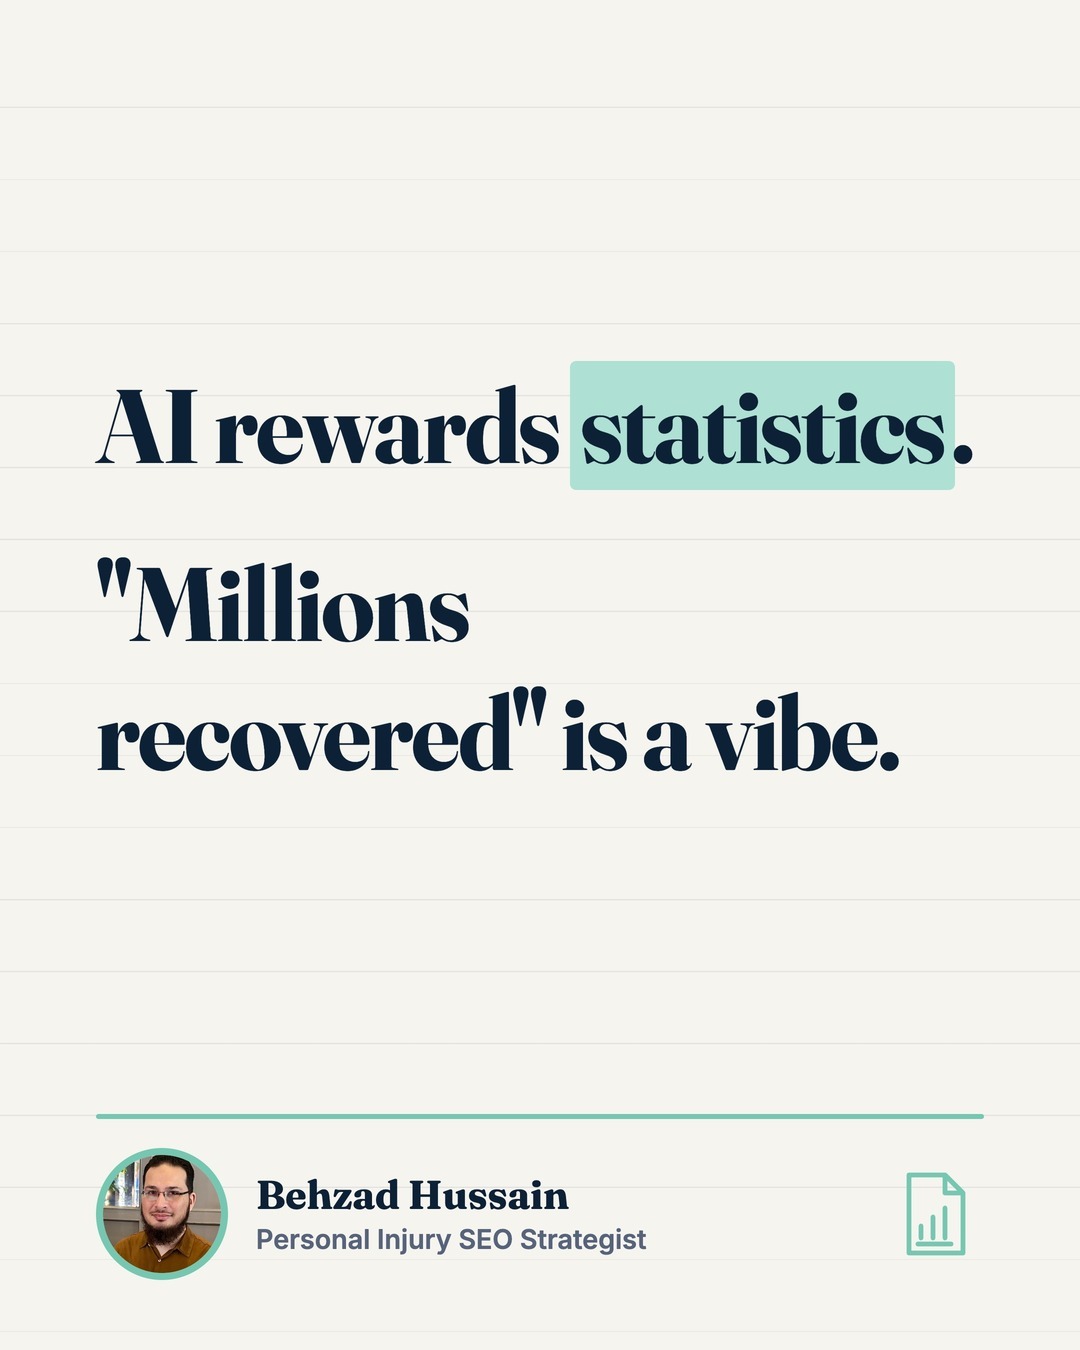 AI rewards statistics.
"Millions
recovered" is a vibe.
Behzad Hussain
Personal Injury SEO Strategist